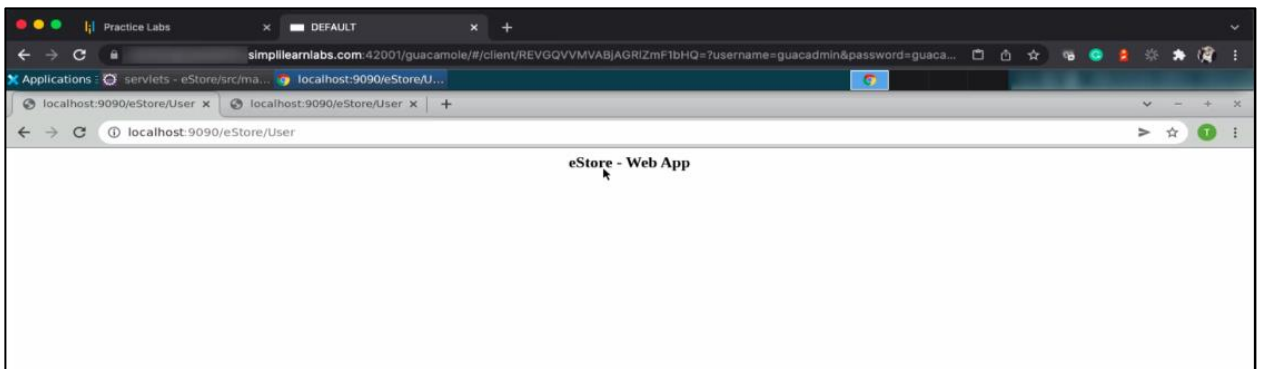 Practice Labs
DEFAULT
simplilearnlabs.com:42001/guacamole/#/client/REVGQVVMVABjAGRlZmF1bHQ=?username=guacadmin&password=guaca...
Applications
servlets - eStore/src/ma...
localhost:9090/eStore/U...
localhost:9090/eStore/User
localhost:9090/eStore/User
localhost:9090/eStore/User
T
eStore - Web App